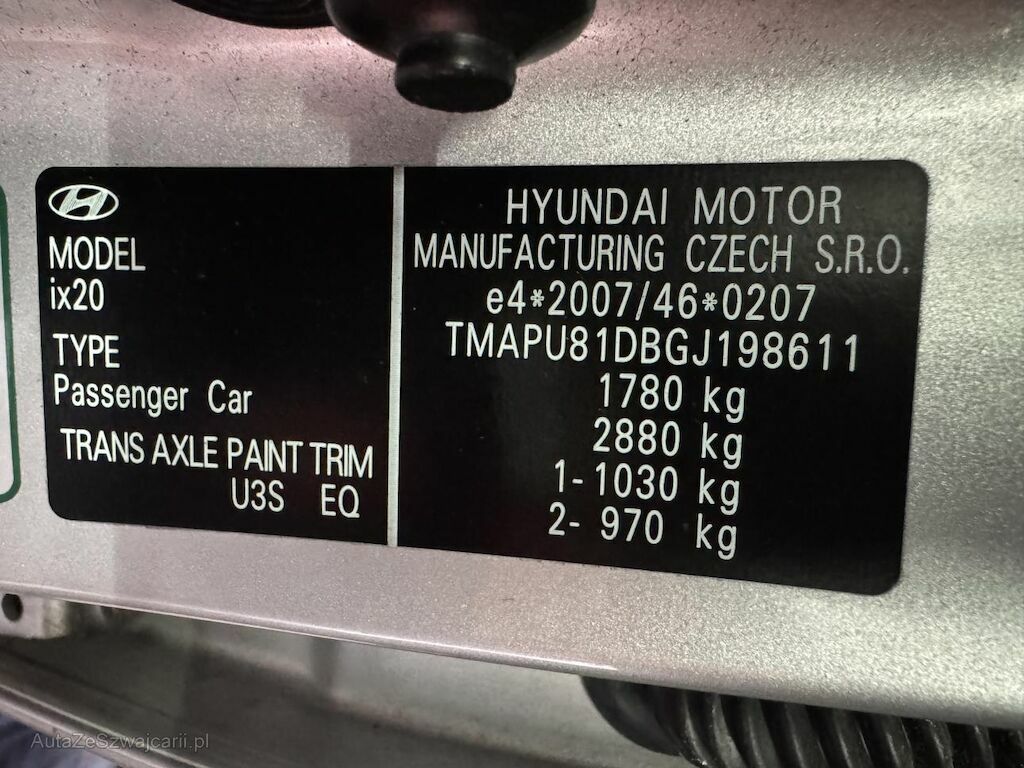 MODEL
ix20
TYPE
Passenger Car
TRANS AXLE PAINT TRIM
U3S EQ
HYUNDAI MOTOR
MANUFACTURING CZECH S.R.O.
e4*2007/46*0207
TMAPU81DBGJ198611
1780 kg
2880 kg
1- 1030 kg
2- 970 kg
AutaZeSzwajcarii.pl